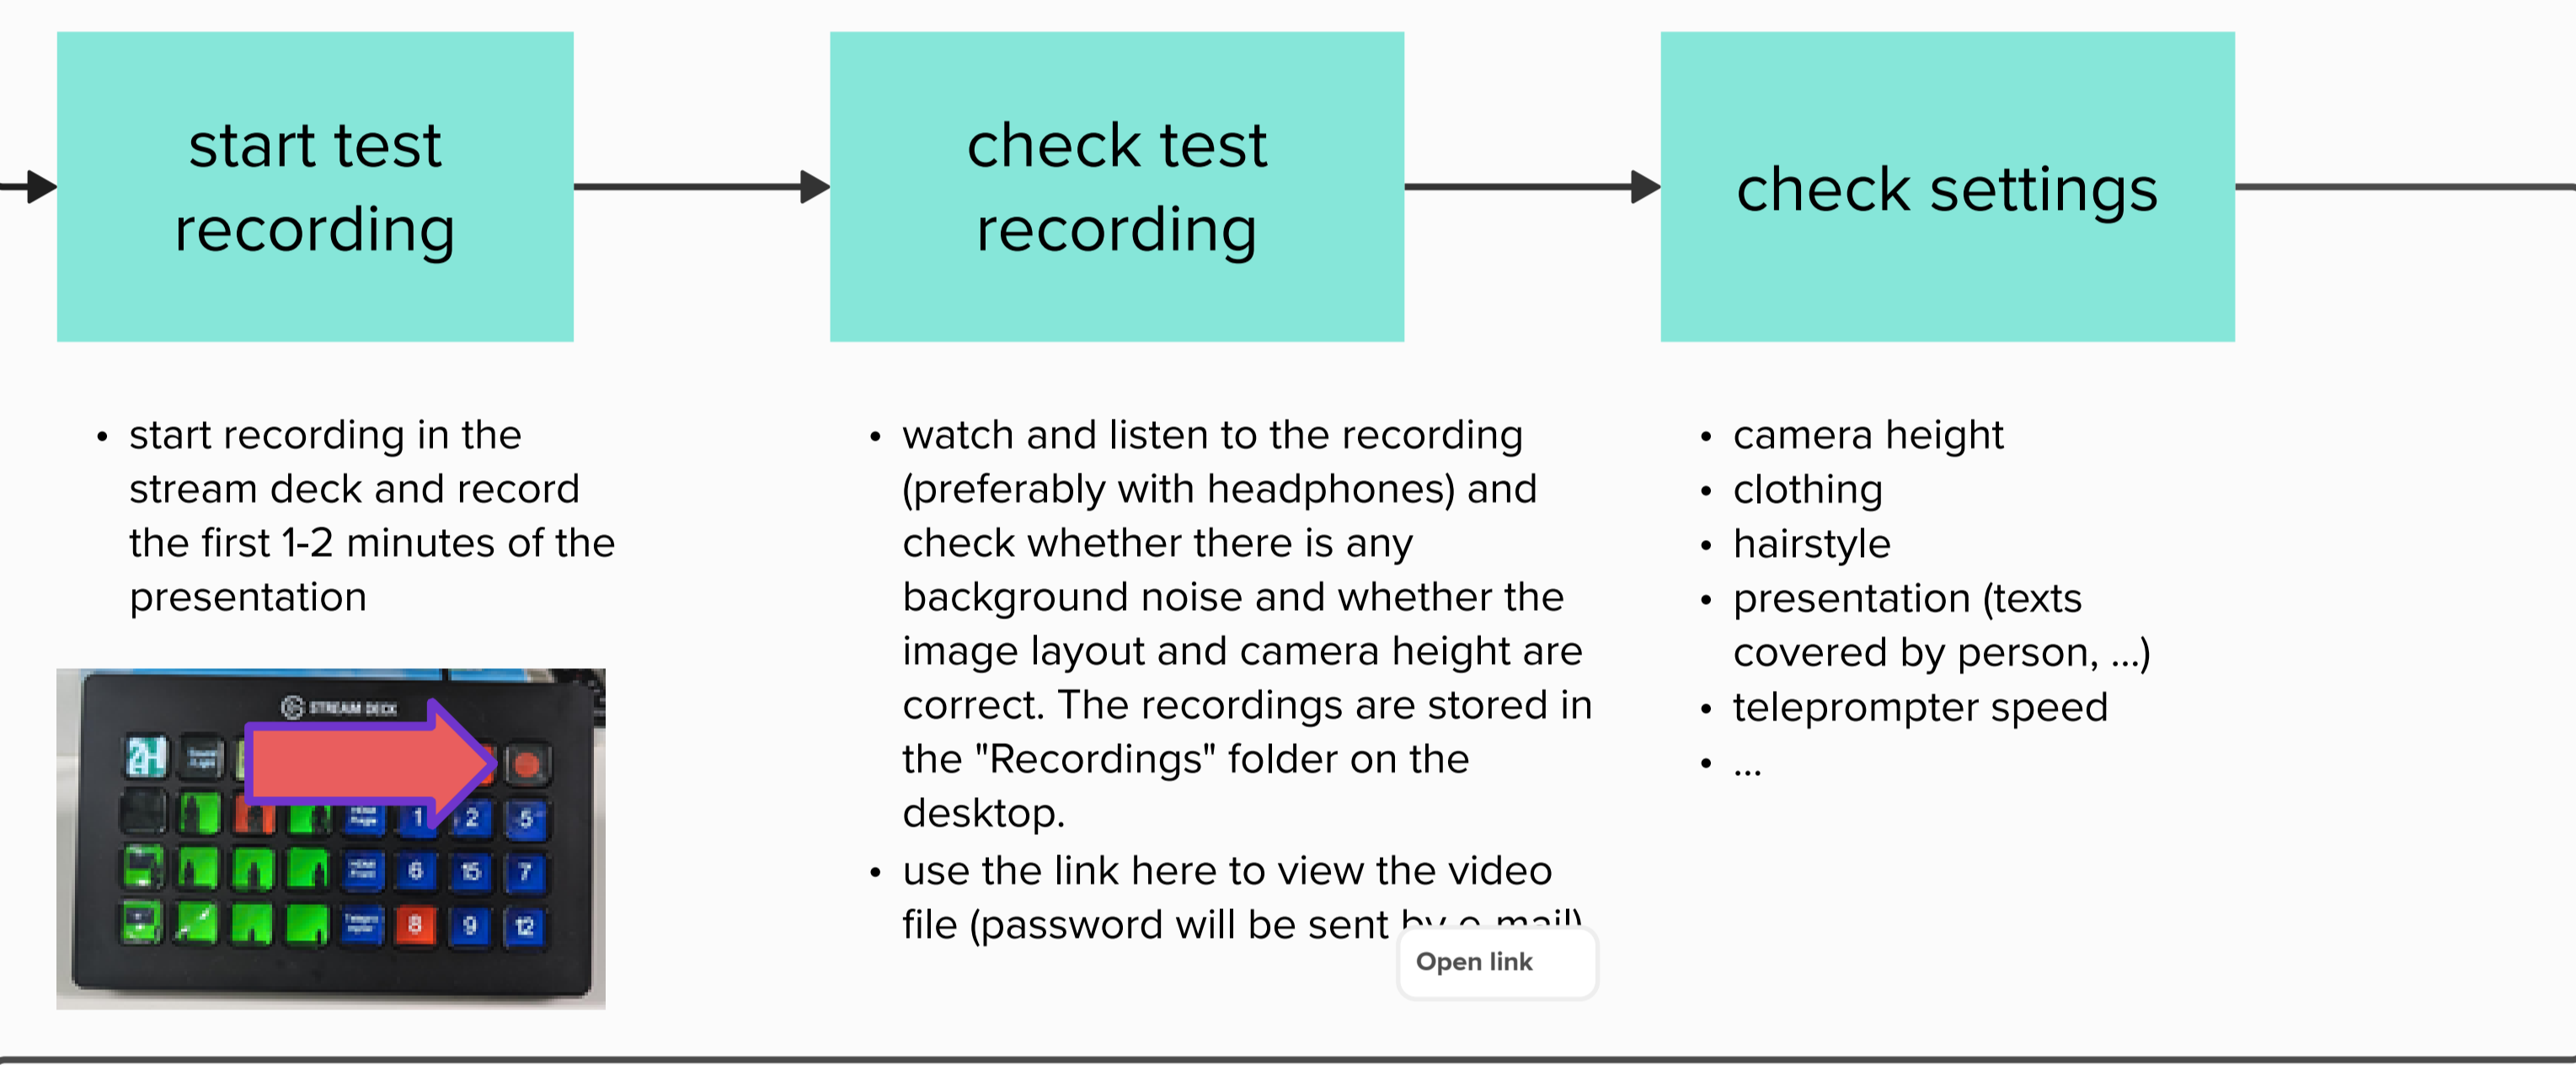 start test
recording
check test
recording
check settings
• start recording in the
stream deck and record
the first 1-2 minutes of the
presentation
• watch and listen to the recording
(preferably with headphones) and
check whether there is any
background noise and whether the
image layout and camera height are
correct. The recordings are stored in
the "Recordings" folder on the
desktop.
• use the link here to view the video
file (password will be sent by e-mail)
Open link
• camera height
• clothing
• hairstyle
• presentation (texts
covered by person, ...)
• teleprompter speed
• ...
STREAM DECK
1 2 5
6 15 7
8 9 12